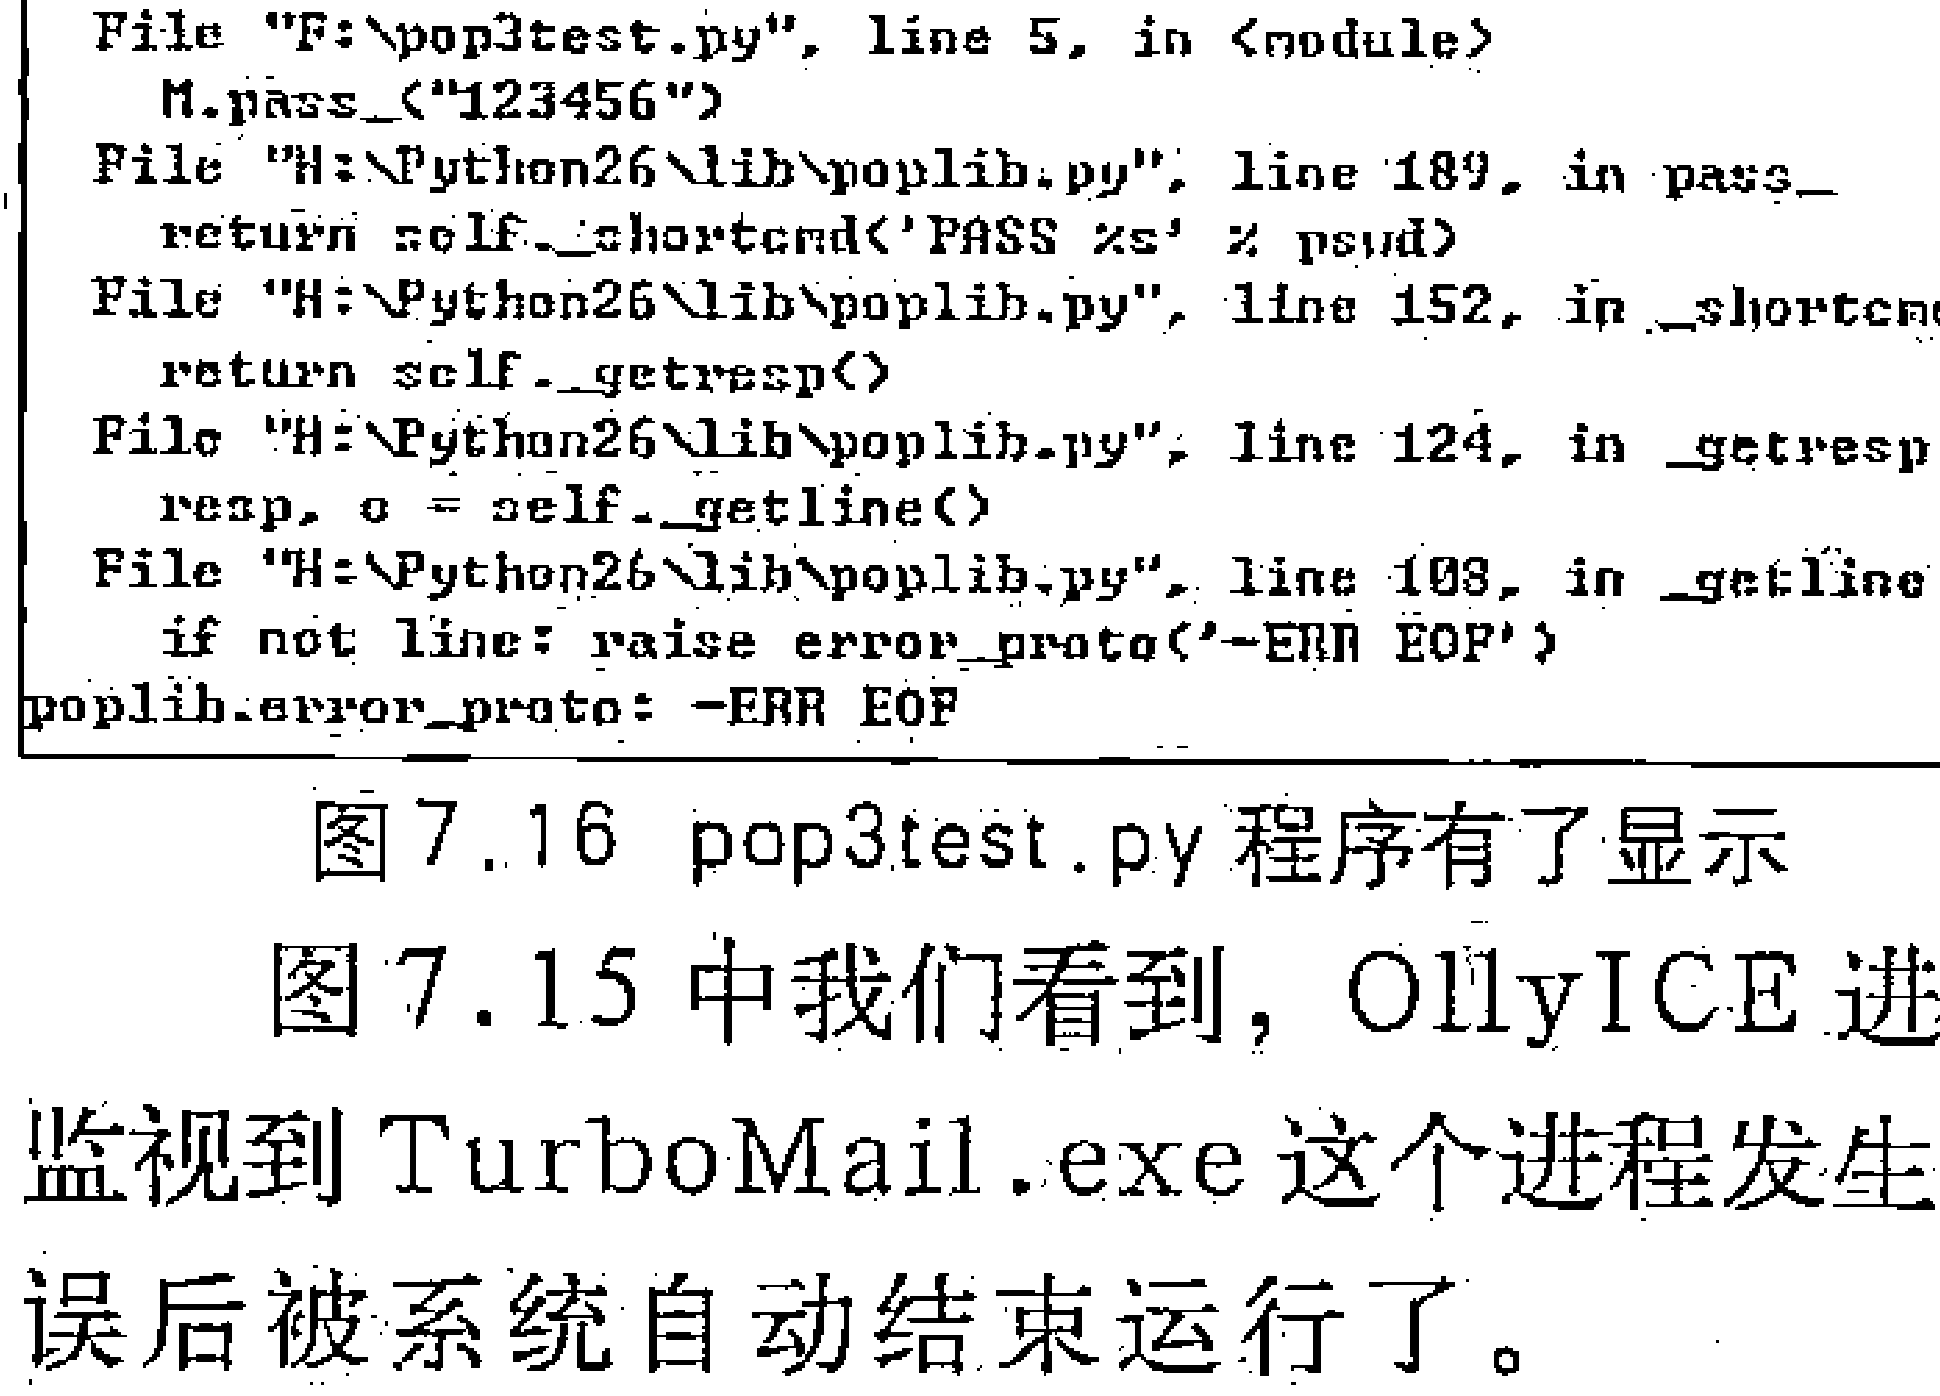 File "F:\pop3test.py", line 5, in <module>
M.pass_("123456")
File "H:\Python26\lib\poplib.py", line 189, in pass_
return self._shortcmd('PASS %s' % pswd)
File "H:\Python26\lib\poplib.py", line 152, in _shortcmd
return self._getresp()
File "H:\Python26\lib\poplib.py", line 124, in _getresp
resp, o = self._getline()
File "H:\Python26\lib\poplib.py", line 108, in _getline
if not line: raise error_proto('-ERR EOF')
poplib.error_proto: -ERR EOF
图7.16 pop3test.py程序有了显示
图7.15中我们看到，OllyICE进
监视到TurboMail.exe这个进程发生
误后被系统自动结束运行了。